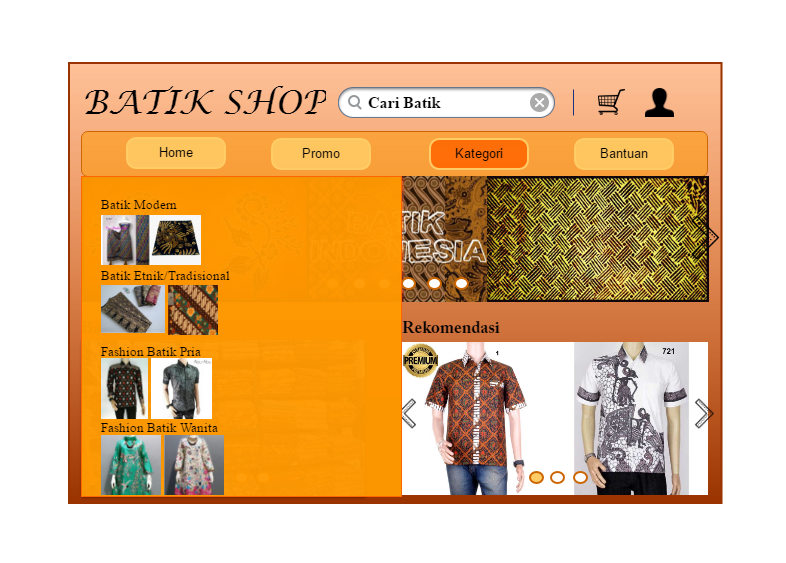 BATIK SHOP
Cari Batik
Home
Promo
Kategori
Bantuan
Batik Modern
BATIK
INDONESIA
Batik Etnik/Tradisional
Rekomendasi
Fashion Batik Pria
PREMIUM
1
721
Fashion Batik Wanita